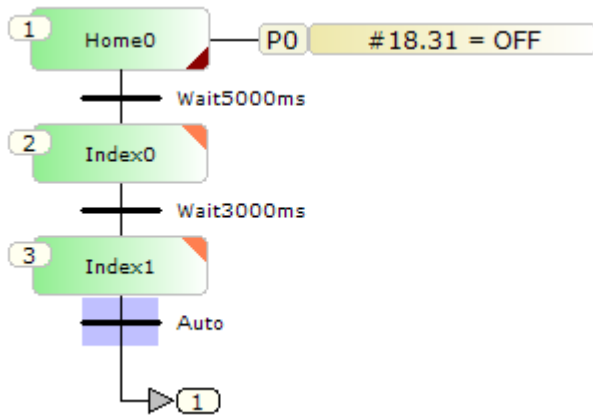 1
Home0
P0
#18.31 = OFF
Wait5000ms
2
Index0
Wait3000ms
3
Index1
Auto
1